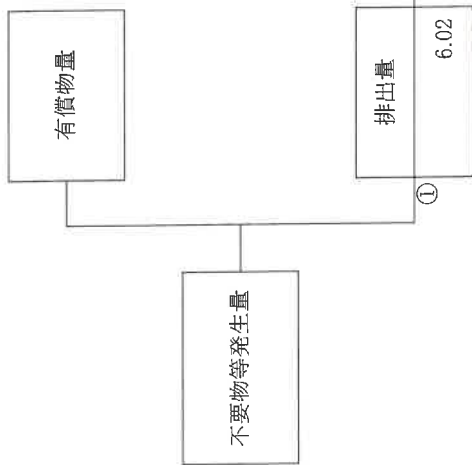 不要物等発生量
有償物量
①
排出量
6.02